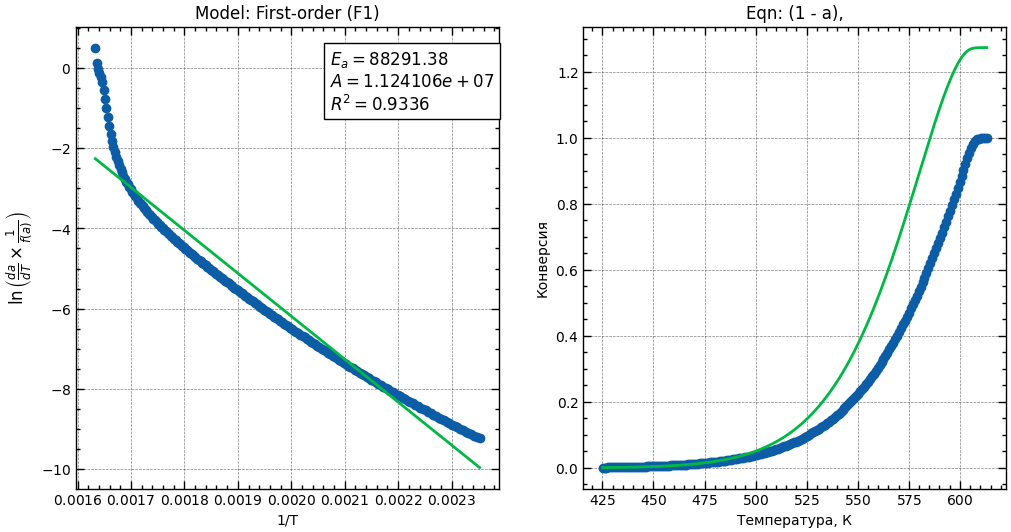 Model: First-order (F1)
E_a = 88291.38
A = 1.124106e + 07
R^2 = 0.9336
ln(da/dT × 1/f(a))
0
−2
−4
−6
−8
−10
0.0016 0.0017 0.0018 0.0019 0.0020 0.0021 0.0022 0.0023
1/T
Eqn: (1 - a),
Конверсия
1.2
1.0
0.8
0.6
0.4
0.2
0.0
425 450 475 500 525 550 575 600
Температура, К